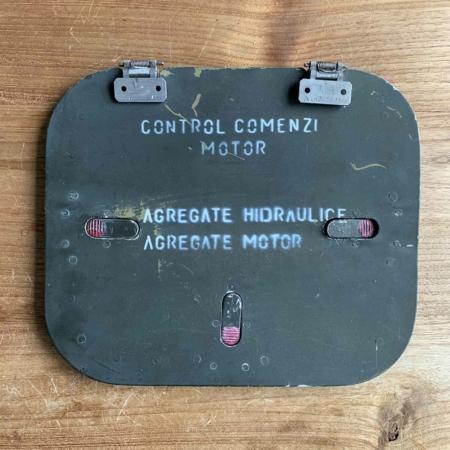 CONTROL COMENZI
MOTOR
AGREGATE HIDRAULICE
AGREGATE MOTOR